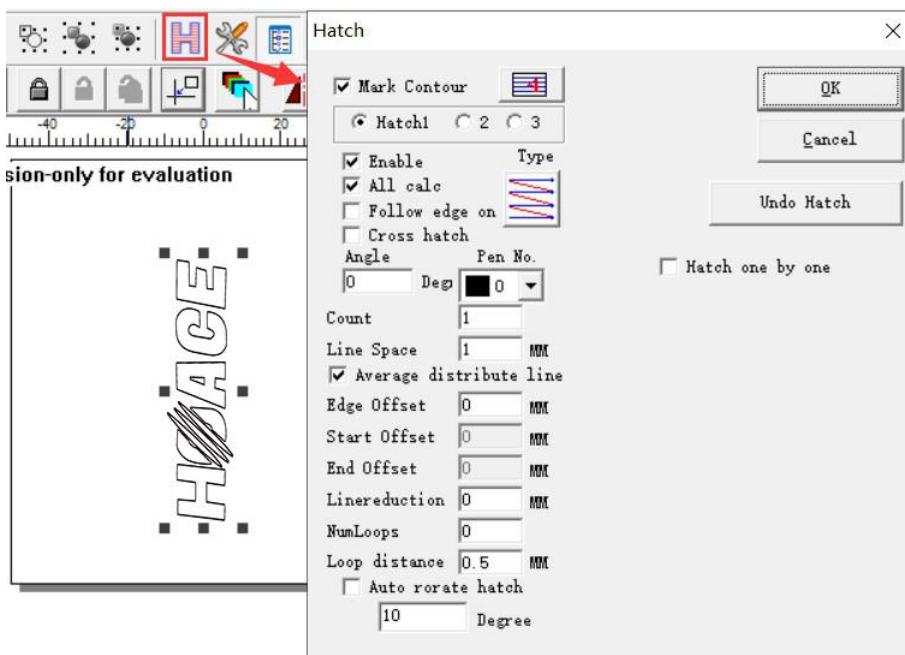 Hatch
Mark Contour
Hatch1 2 3
Enable
Type
All calc
Follow edge on
Cross hatch
Angle
Pen No.
0
Deg
0
Count
1
Line Space
1
MM
Average distribute line
Edge Offset
0
MM
Start Offset
0
MM
End Offset
0
MM
Linereduction
0
MM
NumLoops
0
Loop distance
0.5
MM
Auto rorate hatch
10
Degree
OK
Cancel
Undo Hatch
Hatch one by one
H
-40 -20 0 20
sion-only for evaluation
HOACE